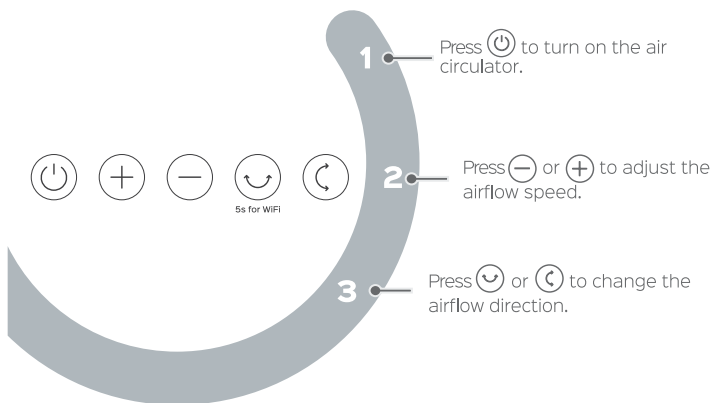 1
Press to turn on the air
circulator.
5s for WiFi
2
Press or to adjust the
airflow speed.
3
Press or to change the
airflow direction.